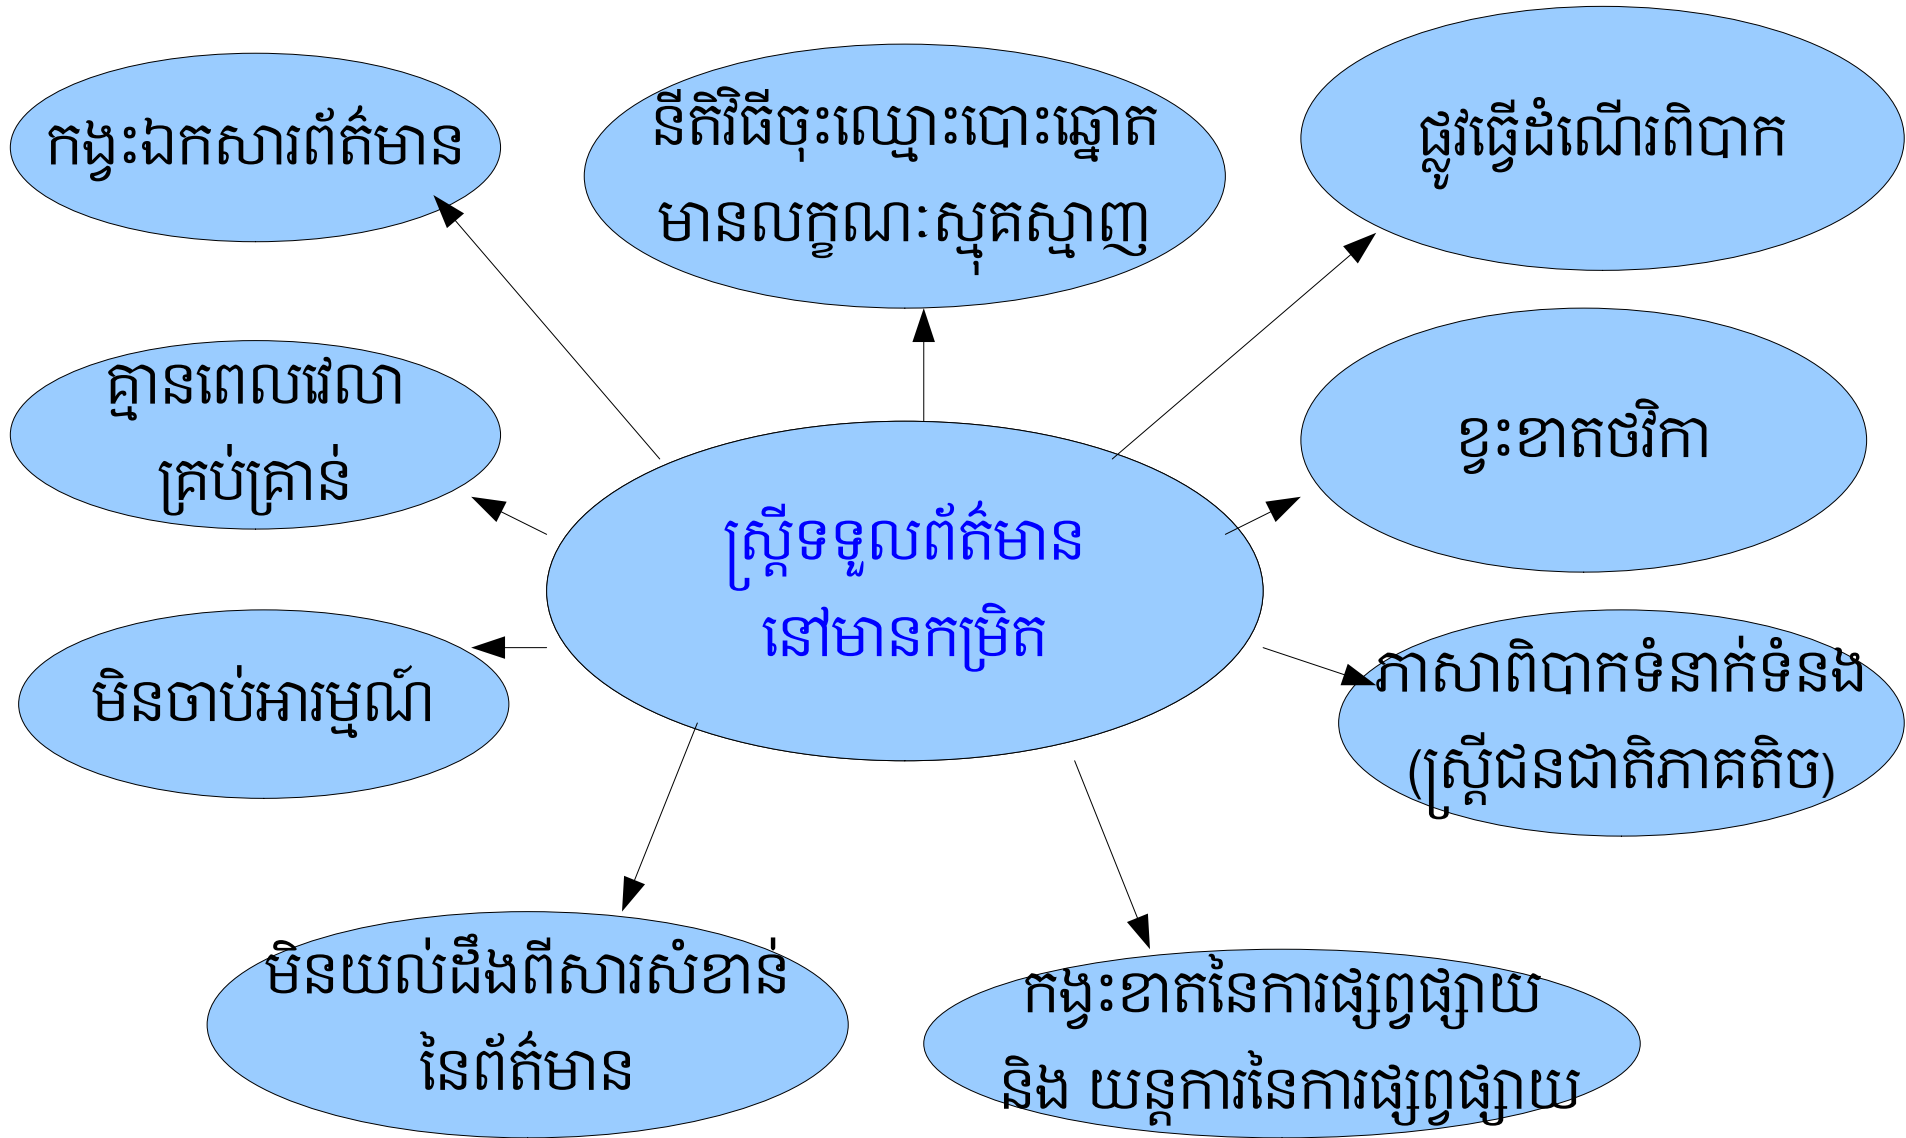 កង្វះឯកសារព័ត៌មាន
នីតិវិធីចុះឈ្មោះបោះឆ្នោត
មានលក្ខណៈស្មុគស្មាញ
ផ្លូវធ្វើដំណើរពិបាក
គ្មានពេលវេលា
គ្រប់គ្រាន់
ខ្វះខាតថវិកា
ស្ត្រីទទួលព័ត៌មាន
នៅមានកម្រិត
មិនចាប់អារម្មណ៍
ភាសាពិបាកទំនាក់ទំនង
(ស្ត្រីជនជាតិភាគតិច)
មិនយល់ដឹងពីសារសំខាន់
នៃព័ត៌មាន
កង្វះខាតនៃការផ្សព្វផ្សាយ
និង យន្តការនៃការផ្សព្វផ្សាយ